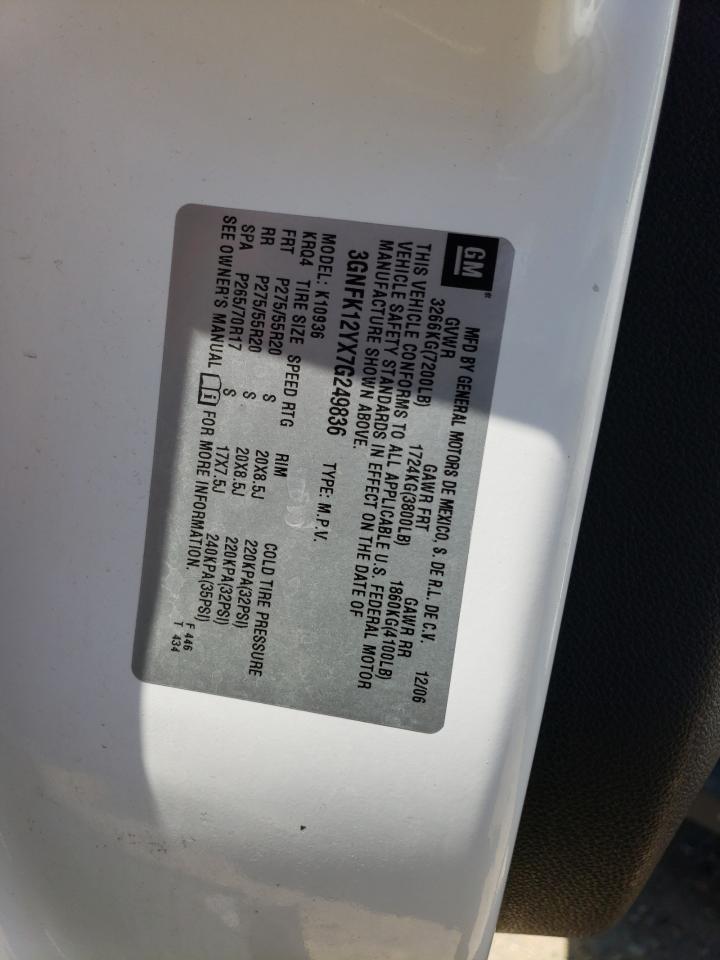 GM ®
MFD BY GENERAL MOTORS DE MEXICO, S. DE R.L. DE C.V. 12/06
GVWR GAWR FRT GAWR RR
3266KG(7200LB) 1724KG(3800LB) 1860KG(4100LB)
THIS VEHICLE CONFORMS TO ALL APPLICABLE U.S. FEDERAL MOTOR
VEHICLE SAFETY STANDARDS IN EFFECT ON THE DATE OF
MANUFACTURE SHOWN ABOVE.
3GNFK12YX7G249836 TYPE: M.P.V.
MODEL: K10936
KRQ4 TIRE SIZE SPEED RTG RIM COLD TIRE PRESSURE
FRT P275/55R20 S 20X8.5J 220KPA(32PSI)
RR P275/55R20 S 20X8.5J 220KPA(32PSI)
SPA P265/70R17 S 17X7.5J 240KPA(35PSI)
SEE OWNER'S MANUAL FOR MORE INFORMATION.
F 446
T 434